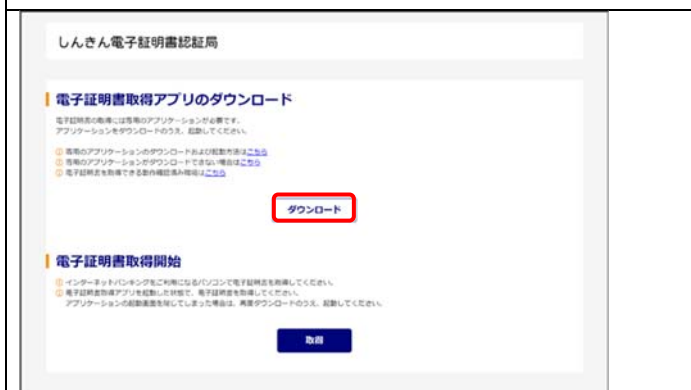 しんきん電子証明書認証局
電子証明書取得アプリのダウンロード
電子証明書の取得には専用のアプリケーションが必要です。
アプリケーションをダウンロードのうえ、起動してください。
専用のアプリケーションのダウンロードおよび起動方法はこちら
専用のアプリケーションがダウンロードできない場合はこちら
電子証明書を取得できる動作確認済み環境はこちら
ダウンロード
電子証明書取得開始
インターネットバンキングをご利用になるパソコンで電子証明書を取得してください。
電子証明書取得アプリを起動した状態で、電子証明書を取得してください。
アプリケーションの起動画面を閉じてしまった場合は、再度ダウンロードのうえ、起動してください。
取得